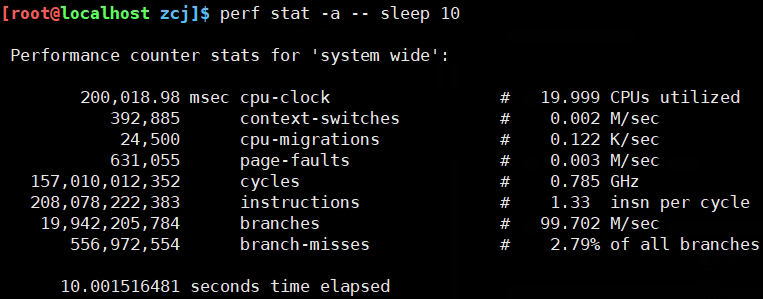 [root@localhost zcj]$ perf stat -a -- sleep 10
Performance counter stats for 'system wide':
200,018.98 msec cpu-clock # 19.999 CPUs utilized
392,885 context-switches # 0.002 M/sec
24,500 cpu-migrations # 0.122 K/sec
631,055 page-faults # 0.003 M/sec
157,010,012,352 cycles # 0.785 GHz
208,078,222,383 instructions # 1.33 insn per cycle
19,942,205,784 branches # 99.702 M/sec
556,972,554 branch-misses # 2.79% of all branches
10.001516481 seconds time elapsed